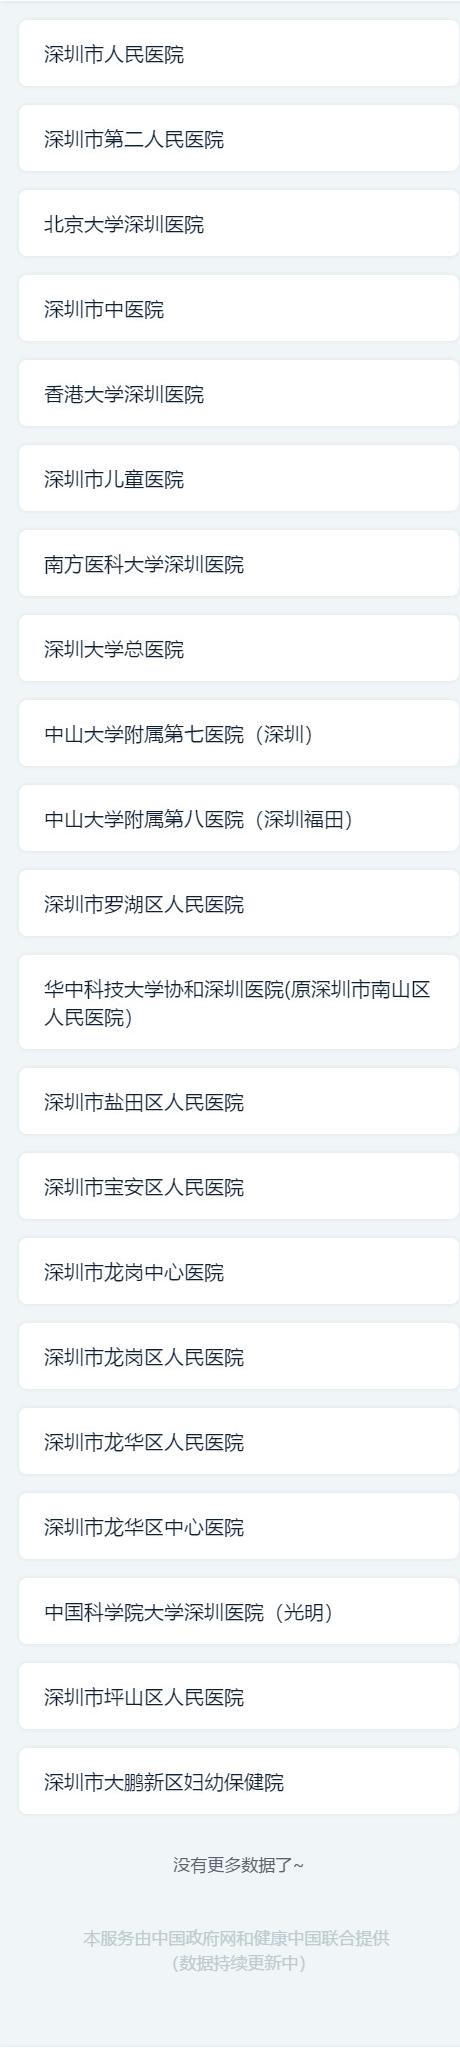 深圳市人民医院
深圳市第二人民医院
北京大学深圳医院
深圳市中医院
香港大学深圳医院
深圳市儿童医院
南方医科大学深圳医院
深圳大学总医院
中山大学附属第七医院（深圳）
中山大学附属第八医院（深圳福田）
深圳市罗湖区人民医院
华中科技大学协和深圳医院(原深圳市南山区
人民医院）
深圳市盐田区人民医院
深圳市宝安区人民医院
深圳市龙岗中心医院
深圳市龙岗区人民医院
深圳市龙华区人民医院
深圳市龙华区中心医院
中国科学院大学深圳医院（光明）
深圳市坪山区人民医院
深圳市大鹏新区妇幼保健院
没有更多数据了~
本服务由中国政府网和健康中国联合提供
（数据持续更新中）